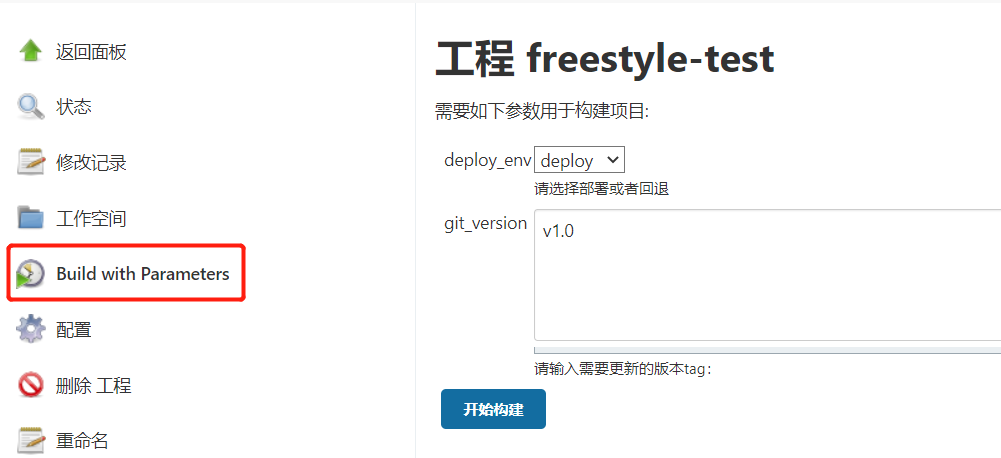 返回面板
状态
修改记录
工作空间
Build with Parameters
配置
删除 工程
重命名
工程 freestyle-test
需要如下参数用于构建项目:
deploy_env deploy
请选择部署或者回退
git_version v1.0
请输入需要更新的版本tag:
开始构建